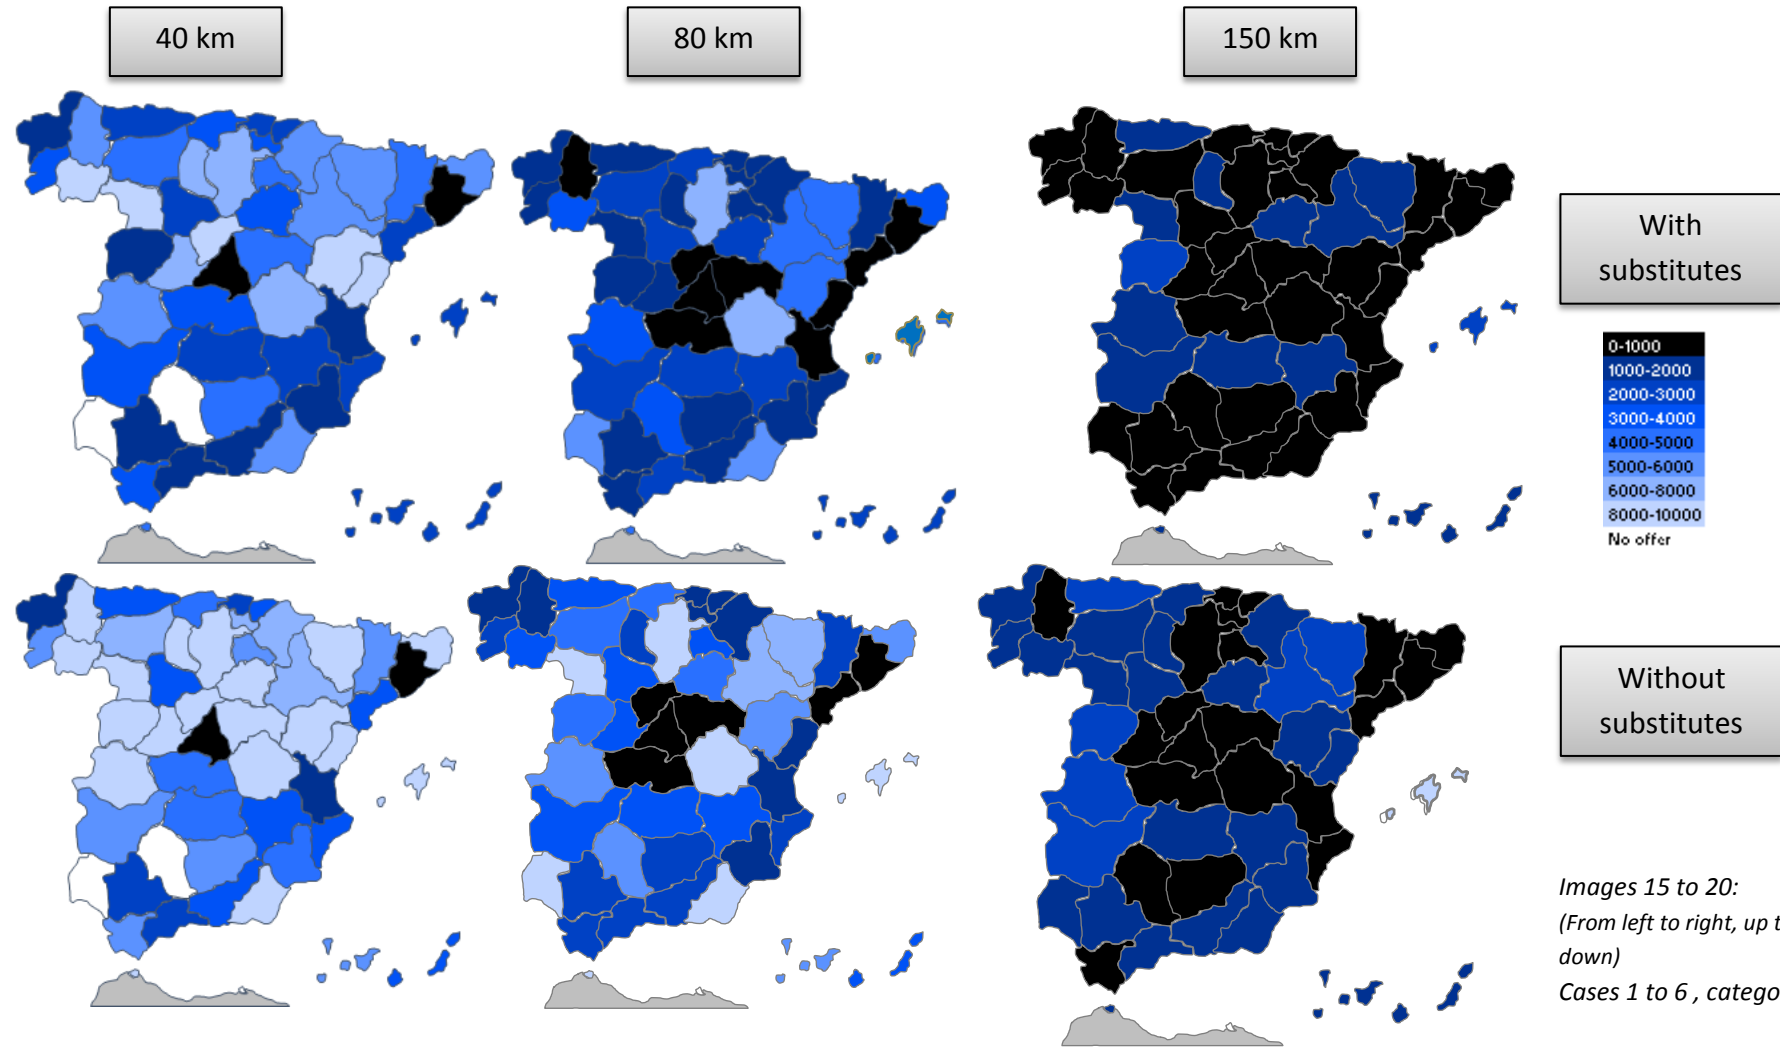 40 km
80 km
150 km
With
substitutes
0-1000
1000-2000
2000-3000
3000-4000
4000-5000
5000-6000
6000-8000
8000-10000
No offer
Without
substitutes
Images 15 to 20:
(From left to right, up t
down)
Cases 1 to 6 , catego